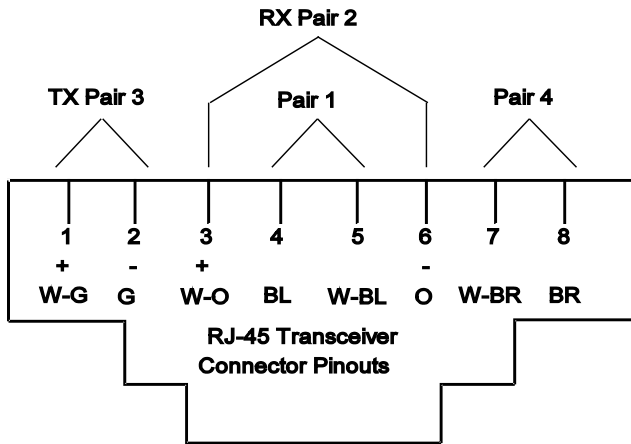 RX Pair 2
TX Pair 3 Pair 1 Pair 4
1 2 3 4 5 6 7 8
+ - + -
W-G G W-O BL W-BL O W-BR BR
RJ-45 Transceiver
Connector Pinouts